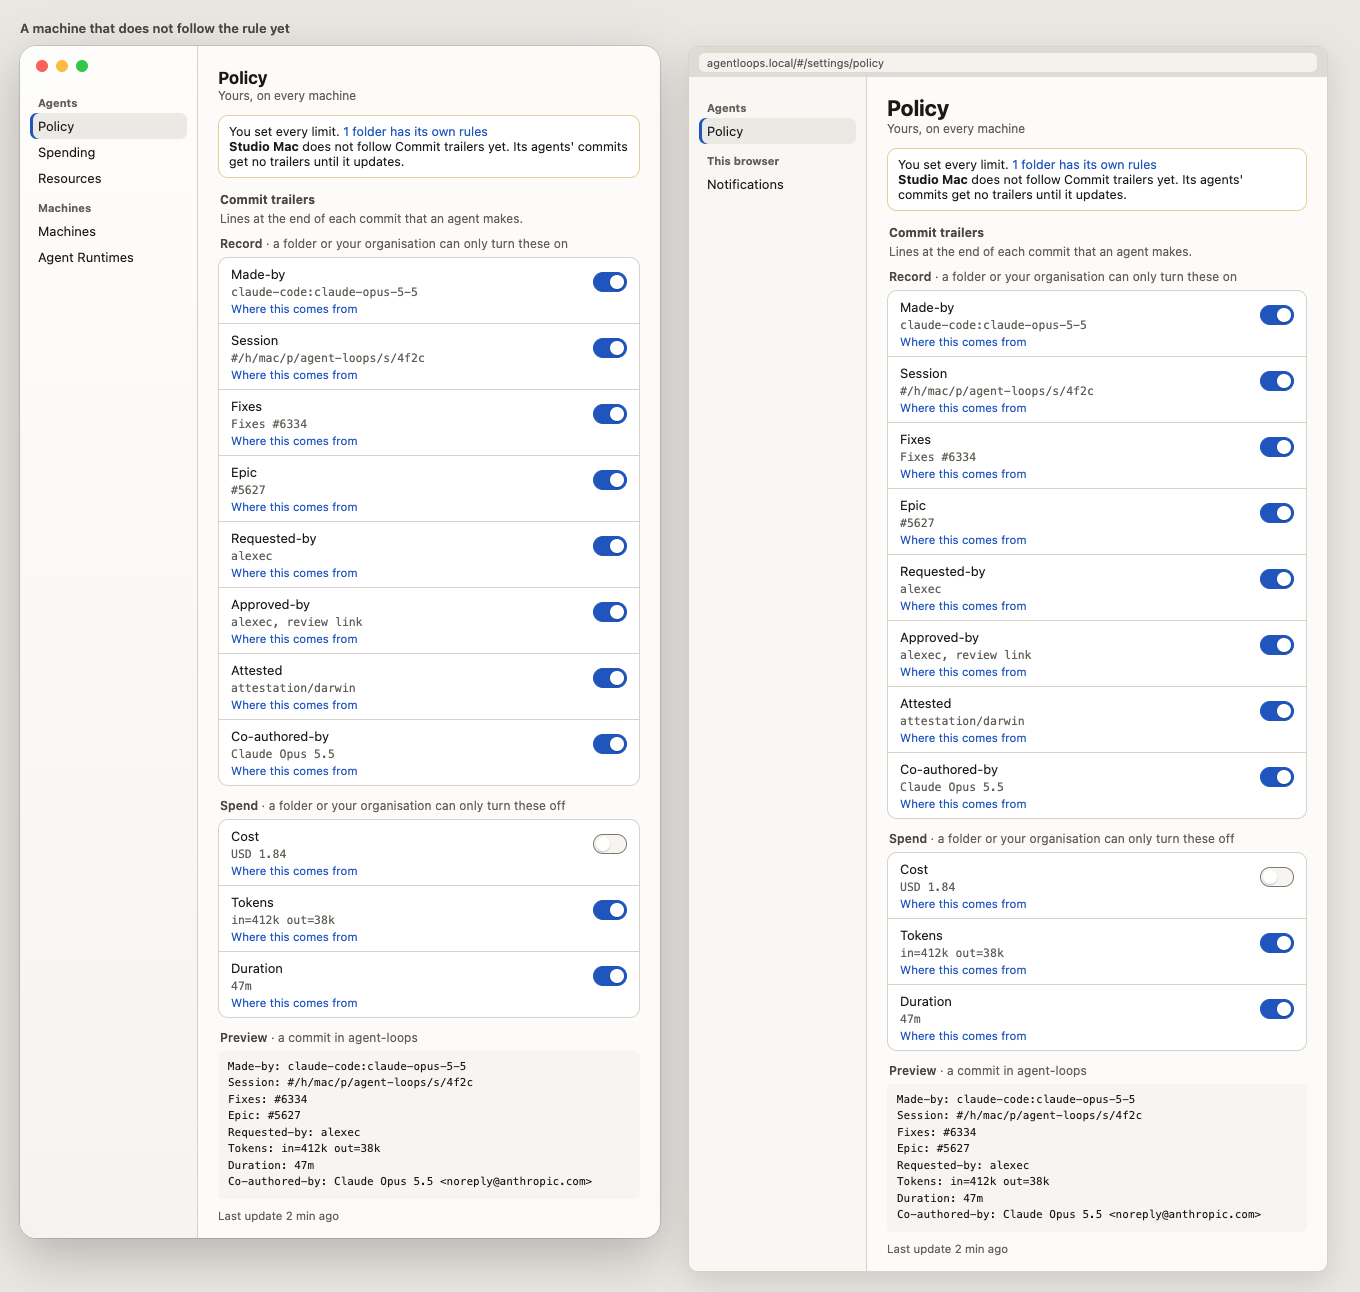 A machine that does not follow the rule yet
Agents
Policy
Spending
Resources
Machines
Machines
Agent Runtimes
Policy
Yours, on every machine
You set every limit. 1 folder has its own rules
Studio Mac does not follow Commit trailers yet. Its agents' commits
get no trailers until it updates.
Commit trailers
Lines at the end of each commit that an agent makes.
Record · a folder or your organisation can only turn these on
Made-by
claude-code:claude-opus-5-5
Where this comes from
Session
#/h/mac/p/agent-loops/s/4f2c
Where this comes from
Fixes
Fixes #6334
Where this comes from
Epic
#5627
Where this comes from
Requested-by
alexec
Where this comes from
Approved-by
alexec, review link
Where this comes from
Attested
attestation/darwin
Where this comes from
Co-authored-by
Claude Opus 5.5
Where this comes from
Spend · a folder or your organisation can only turn these off
Cost
USD 1.84
Where this comes from
Tokens
in=412k out=38k
Where this comes from
Duration
47m
Where this comes from
Preview · a commit in agent-loops
Made-by: claude-code:claude-opus-5-5
Session: #/h/mac/p/agent-loops/s/4f2c
Fixes: #6334
Epic: #5627
Requested-by: alexec
Tokens: in=412k out=38k
Duration: 47m
Co-authored-by: Claude Opus 5.5 <noreply@anthropic.com>
Last update 2 min ago
agentloops.local/#/settings/policy
Agents
Policy
This browser
Notifications
Policy
Yours, on every machine
You set every limit. 1 folder has its own rules
Studio Mac does not follow Commit trailers yet. Its agents'
commits get no trailers until it updates.
Commit trailers
Lines at the end of each commit that an agent makes.
Record · a folder or your organisation can only turn these on
Made-by
claude-code:claude-opus-5-5
Where this comes from
Session
#/h/mac/p/agent-loops/s/4f2c
Where this comes from
Fixes
Fixes #6334
Where this comes from
Epic
#5627
Where this comes from
Requested-by
alexec
Where this comes from
Approved-by
alexec, review link
Where this comes from
Attested
attestation/darwin
Where this comes from
Co-authored-by
Claude Opus 5.5
Where this comes from
Spend · a folder or your organisation can only turn these off
Cost
USD 1.84
Where this comes from
Tokens
in=412k out=38k
Where this comes from
Duration
47m
Where this comes from
Preview · a commit in agent-loops
Made-by: claude-code:claude-opus-5-5
Session: #/h/mac/p/agent-loops/s/4f2c
Fixes: #6334
Epic: #5627
Requested-by: alexec
Tokens: in=412k out=38k
Duration: 47m
Co-authored-by: Claude Opus 5.5 <noreply@anthropic.com>
Last update 2 min ago